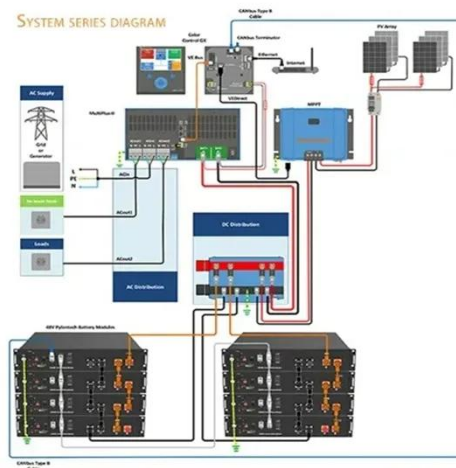 SYSTEM SERIES DIAGRAM
CANbus Type B
Cable
PV Array
Color
Control GX
CANbus Terminator
VE Bus
Ethernet
Internet
AC Supply
VE.Direct
MPPT
MultiPlus-II
Grid
or
Generator
L
PE
N
ACin
ACout1
Loads
DC Distribution
ACout2
AC Distribution
48V Pylontech Battery Modules
CANbus Type B